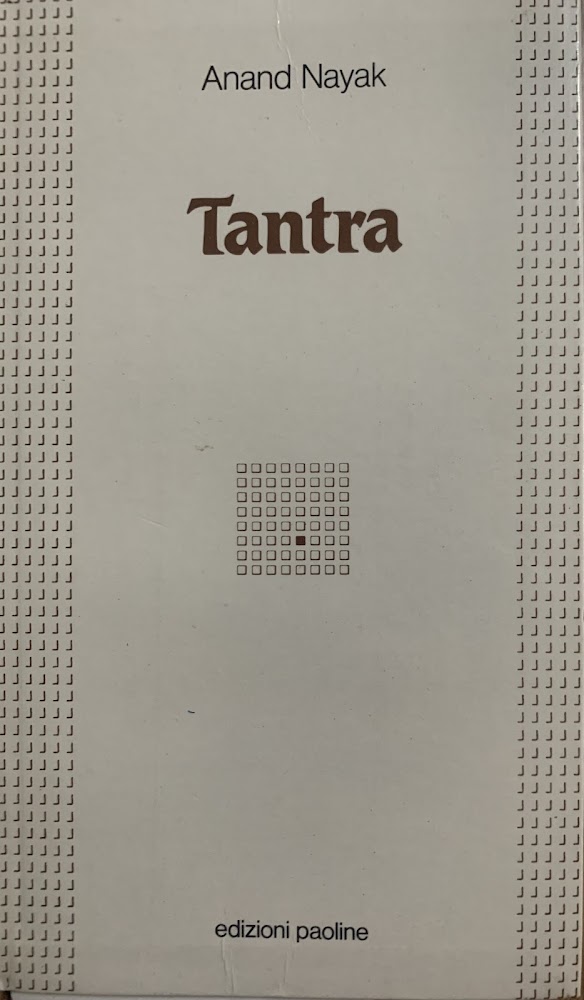 Anand Nayak
Tantra
edizioni paoline